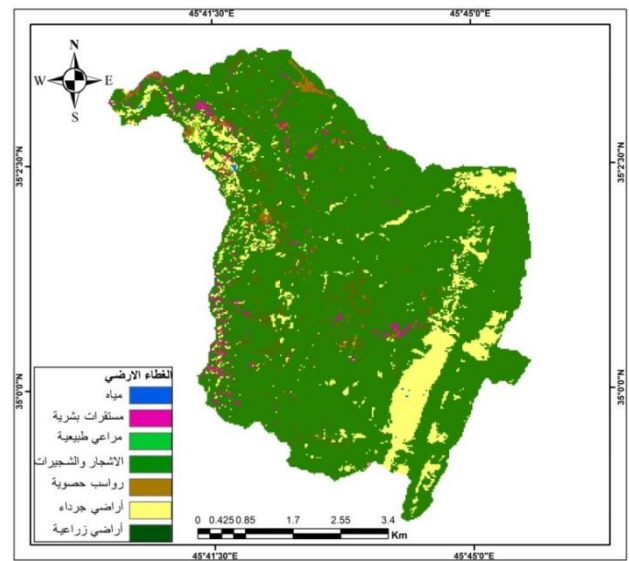 45°41'30"E 45°45'0"E
N
W E
S
35°2'30"N 35°2'30"N
35°0'0"N 35°0'0"N
الغطاء الارضي
مياه
مستقرات بشرية
مراعي طبيعية
الاشجار والشجيرات
رواسب حصوية
أراضي جرداء
أراضي زراعية
0 0.425 0.85 1.7 2.55 3.4
Km
45°41'30"E 45°45'0"E